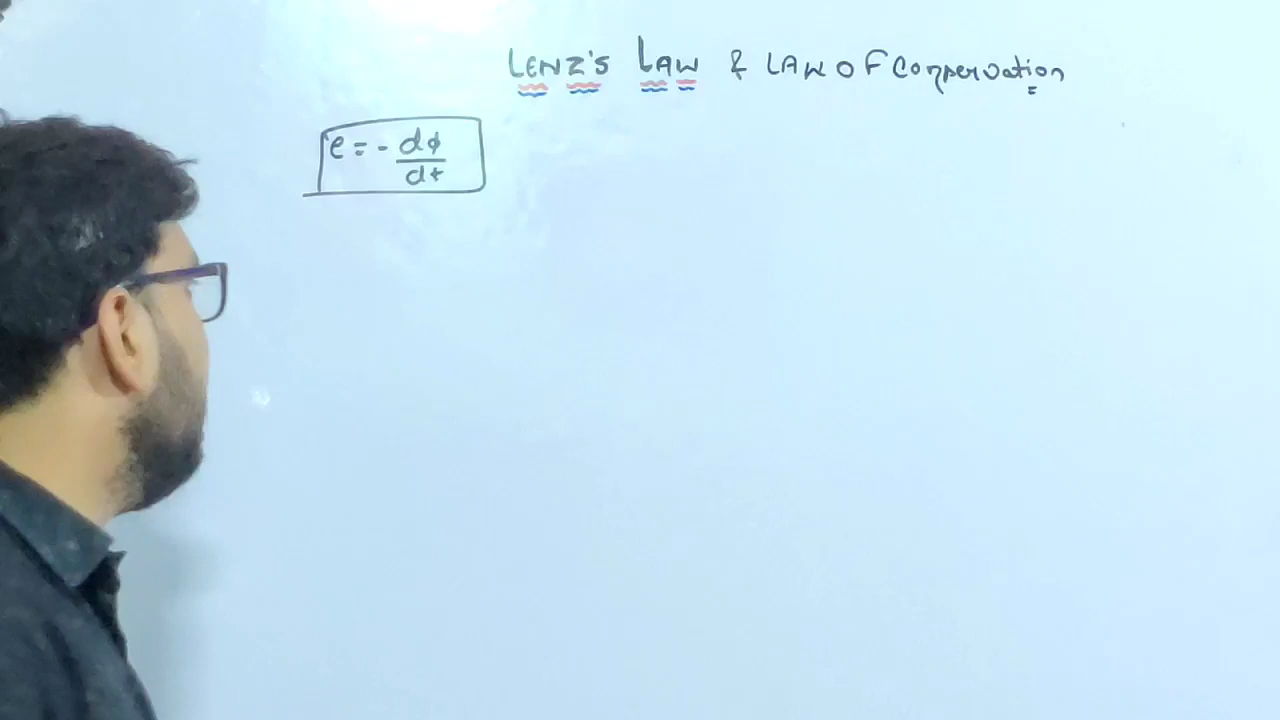 LENZ'S LAW & LAW OF Conservation
e = - dφ/dt